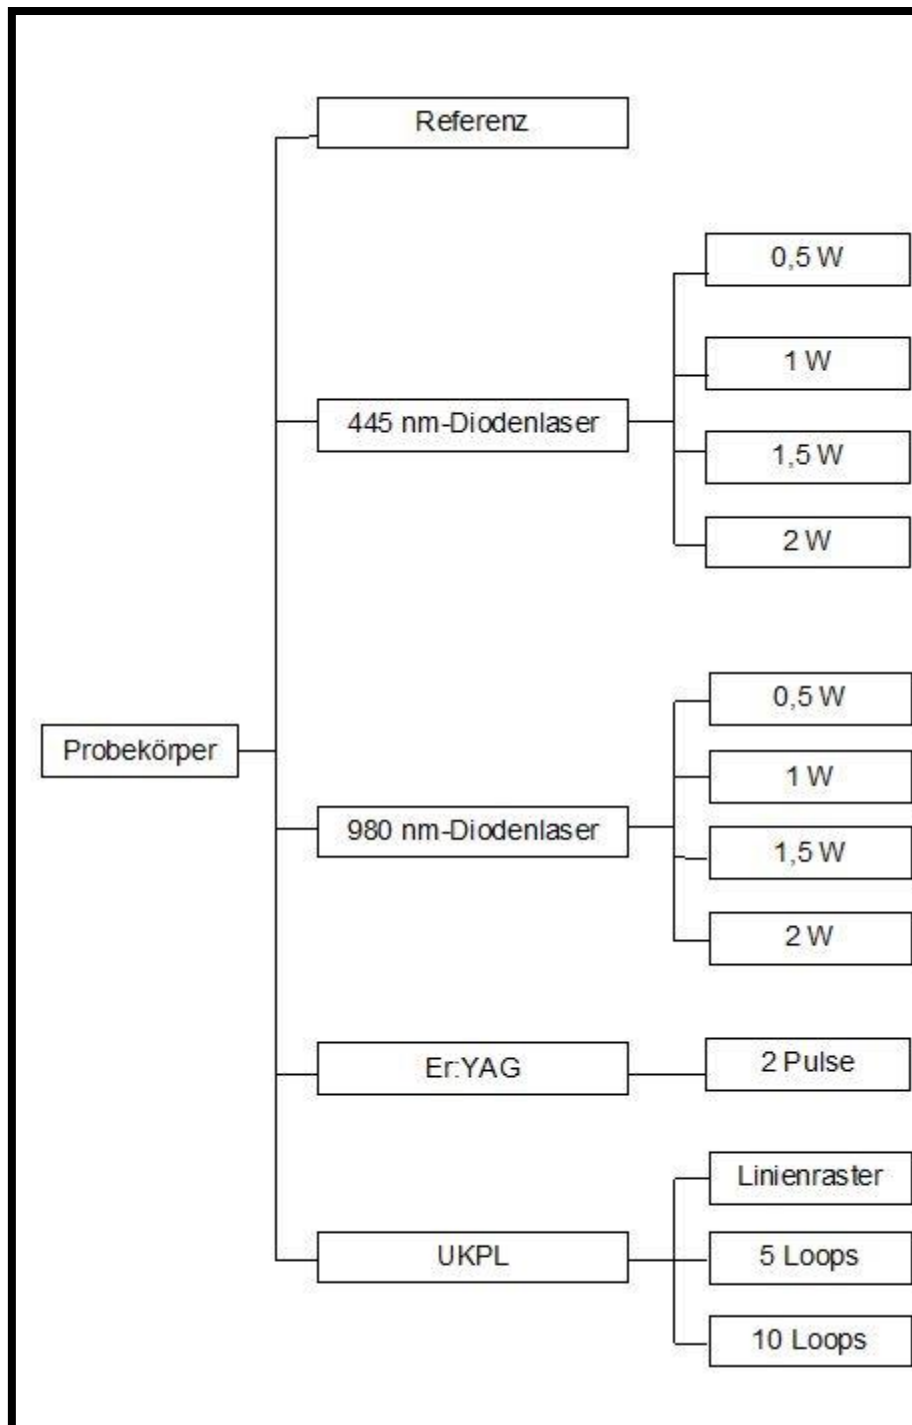 Referenz
0,5 W
1 W
445 nm-Diodenlaser
1,5 W
2 W
0,5 W
Probekörper
1 W
980 nm-Diodenlaser
1,5 W
2 W
Er:YAG
2 Pulse
Linienraster
UKPL
5 Loops
10 Loops